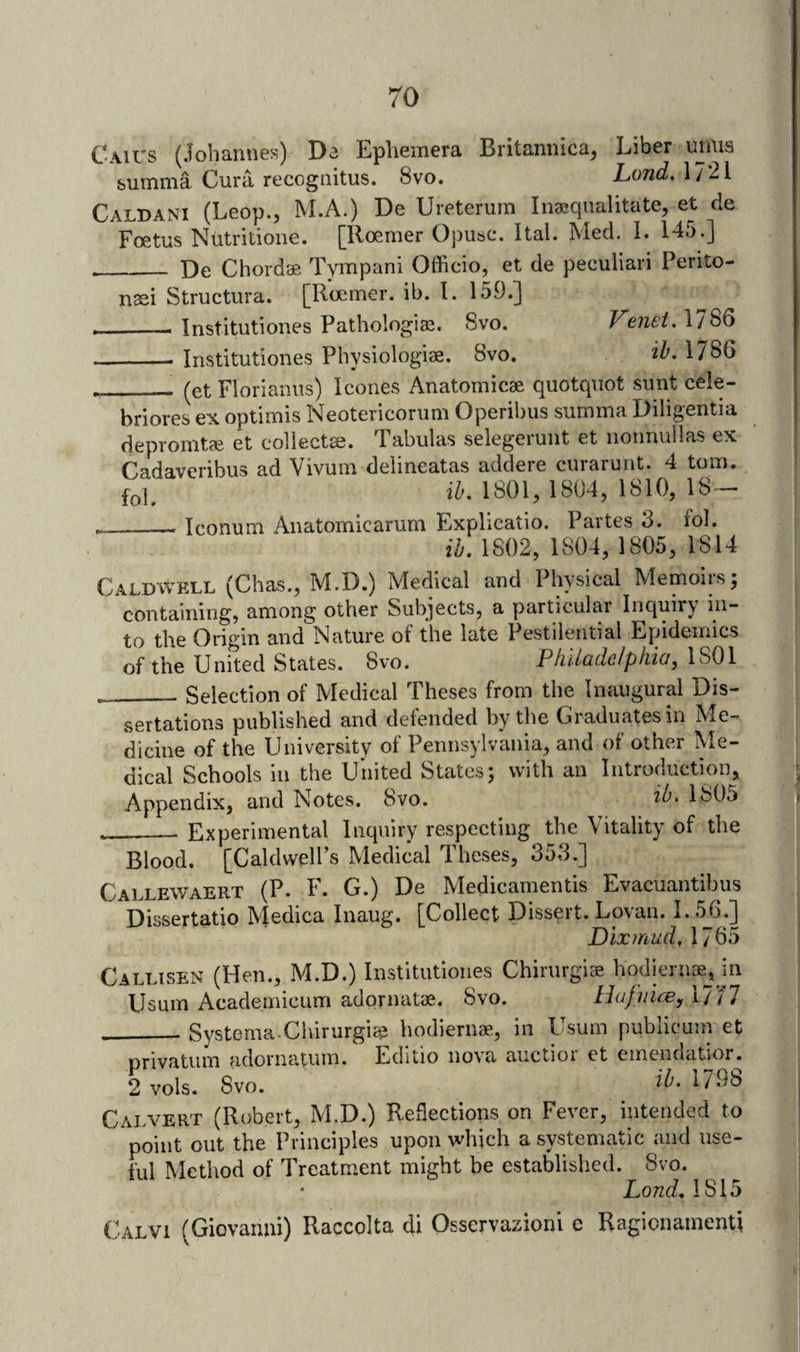 70
CAIUS (Johannes) De Ephemera Britannica, Liber unus
summâ Curâ recognitus. 8vo. Lond. 1721
CALDANI (Leop., M.A.) De Ureterum Inæqualitate, et de
Fœtus Nutritione. [Rœmer Opusc. Ital. Med. I. 145.]
——— De Chordæ Tympani Officio, et de peculiari Perito-
næi Structura. [Rœmer. ib. I. 159.]
——— Institutiones Pathologiæ. 8vo. Venet. 1786
——— Institutiones Physiologiæ. 8vo. ib. 1786
——— (et Florianus) Icones Anatomicæ quotquot sunt cele-
briores ex optimis Neotericorum Operibus summa Diligentia
depromtæ et collectæ. Tabulas selegerunt et nonnullas ex
Cadaveribus ad Vivum delineatas addere curarunt. 4 tom.
fol. ib. 1801, 1804, 1810, 18—
——— Iconum Anatomicarum Explicatio. Partes 3. fol.
ib. 1802, 1804, 1805, 1814
CALDWELL (Chas., M.D.) Medical and Physical Memoirs;
containing, among other Subjects, a particular Inquiry in-
to the Origin and Nature of the late Pestilential Epidemics
of the United States. 8vo. Philadelphia, 1801
——— Selection of Medical Theses from the Inaugural Dis-
sertations published and defended by the Graduates in Me-
dicine of the University of Pennsylvania, and of other Me-
dical Schools in the United States; with an Introduction,
Appendix, and Notes. 8vo. ib. 1805
——— Experimental Inquiry respecting the Vitality of the
Blood. [Caldwell's Medical Theses, 353.]
CALLEWAERT (P. F. G.) De Medicamentis Evacuantibus
Dissertatio Medica Inaug. [Collect Dissert. Lovan. I. 56.]
Dixmud, 1765
CALLISEN (Hen., M.D.) Institutiones Chirurgiæ hodiernæ, in
Usum Academicum adornatæ. 8vo. Hafniæ, 1777
——— Systema Chirurgiæ hodiernæ, in Usum publicum et
privatum adornatum. Editio nova auctior et emendatior.
2 vols. 8vo. ib. 1798
CALVERT (Robert, M.D.) Reflections on Fever, intended to
point out the Principles upon which a systematic and use-
ful Method of Treatment might be established. 8vo.
Lond. 1815
CALVI (Giovanni) Raccolta di Osservazioni e Ragionamenti